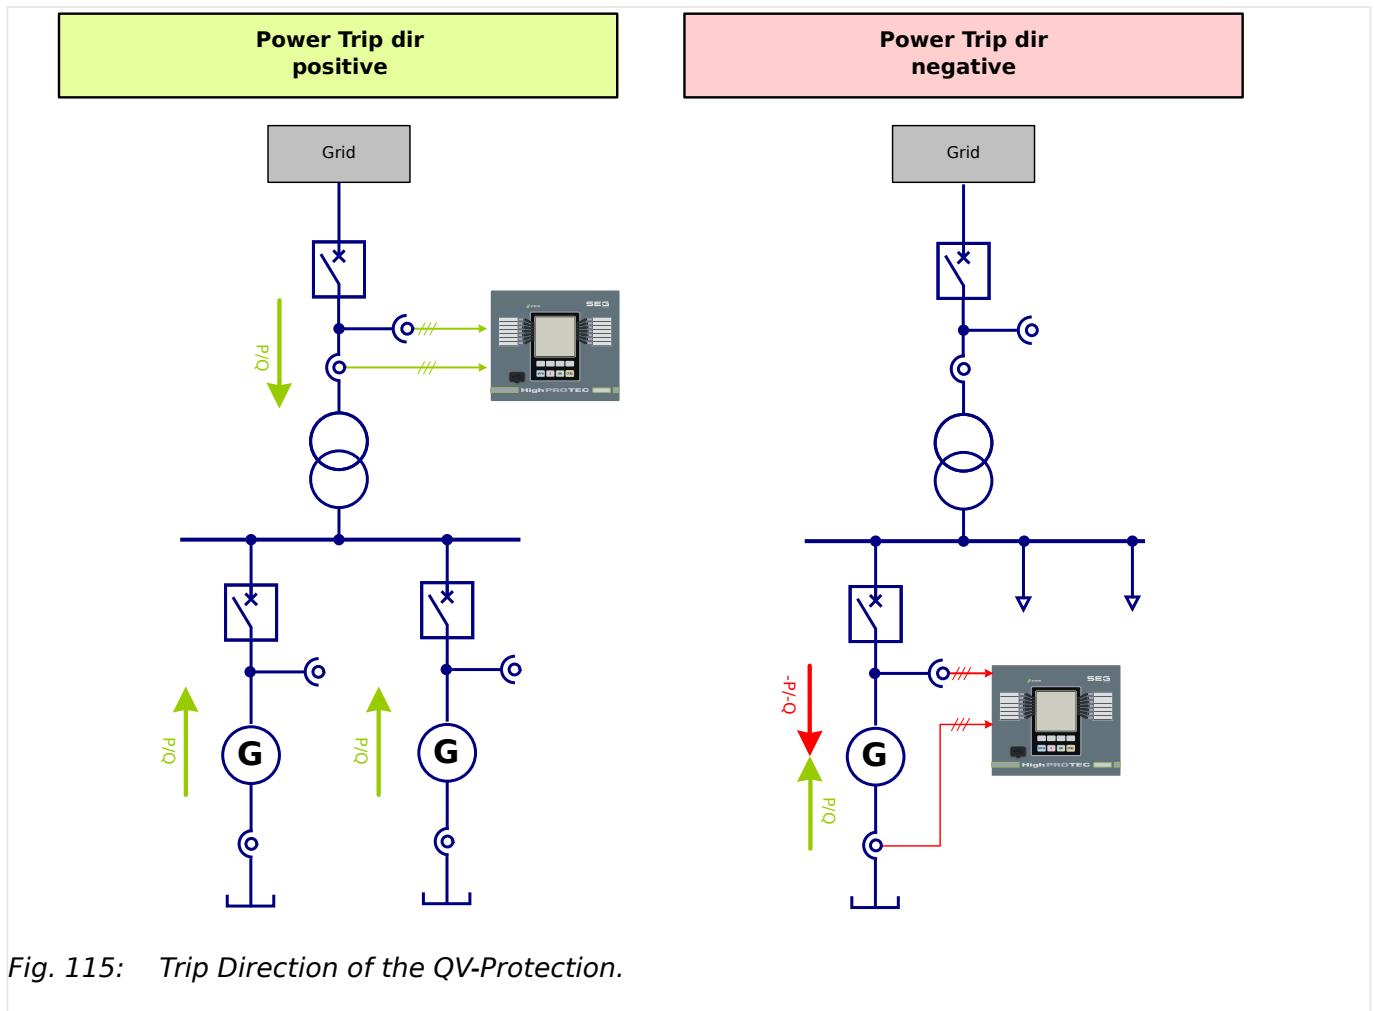 Power Trip dir
positive
Power Trip dir
negative
Grid
Grid
SEG
P/Q
HighPROTEC
P/Q
P/Q
G
G
-P/-Q
SEG
G
P/Q
HighPROTEC
Fig. 115: Trip Direction of the QV-Protection.